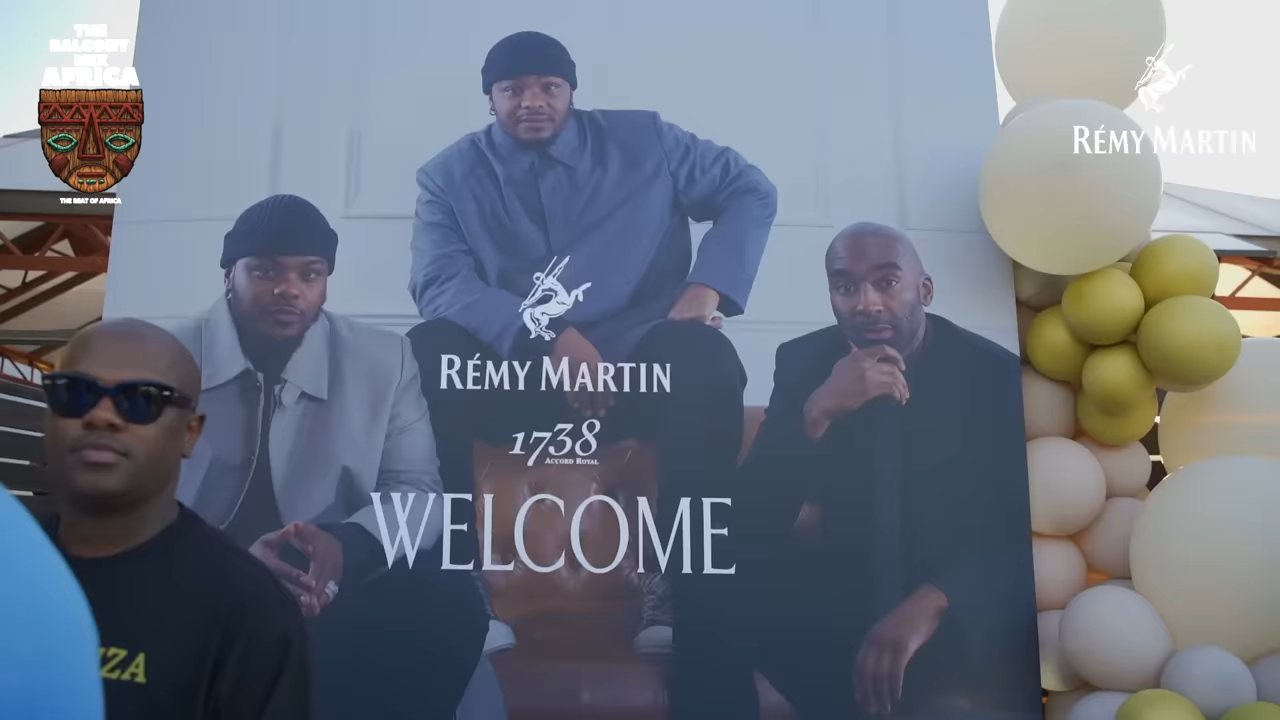 THE
BALCONY
MIX
AFRICA
THE BEAT OF AFRICA
RÉMY MARTIN
RÉMY MARTIN
1738
ACCORD ROYAL
WELCOME
ZA